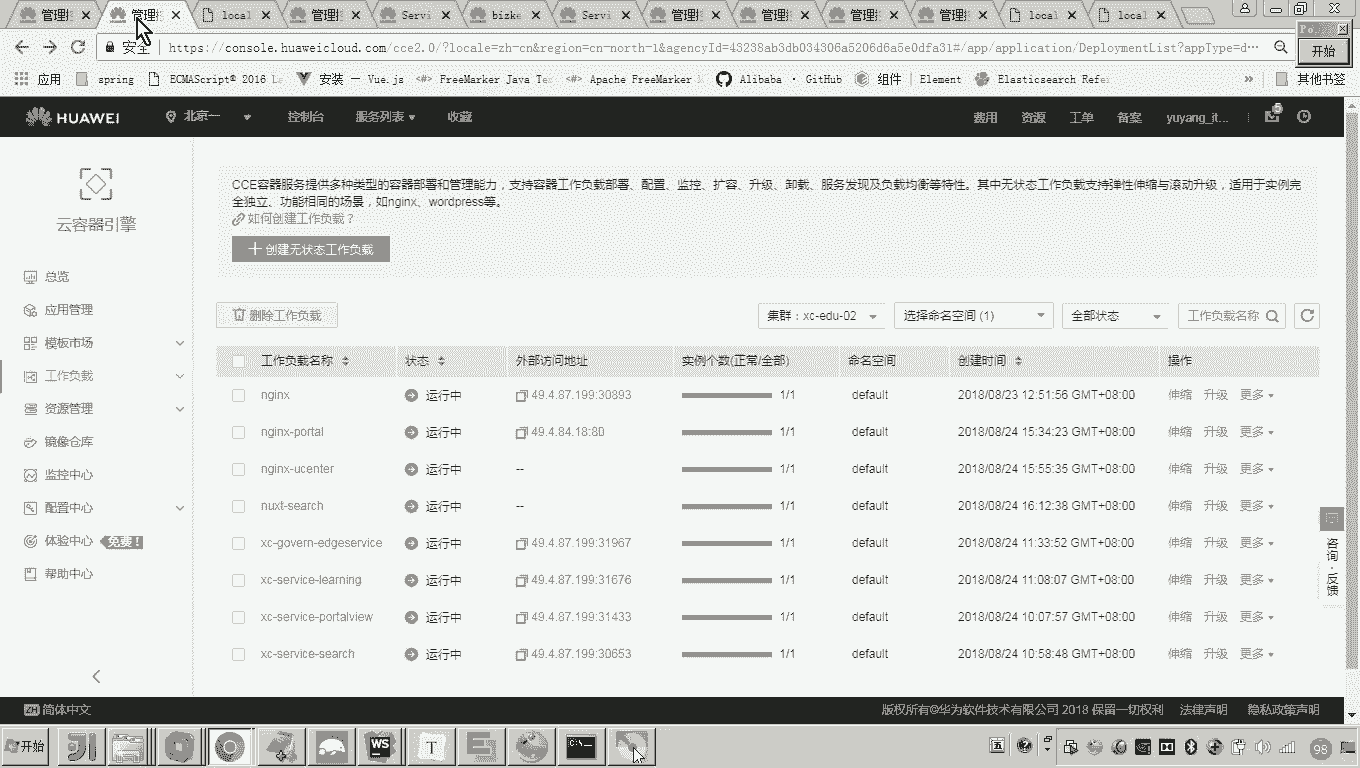 管理
管理
local
管理
Servi
bizke
Servi
管理
管理
管理
管理
local
local
安全 https://console.huaweicloud.com/cce2.0/?locale=zh-cn&region=cn-north-1&agencyId=43238ab3db034306a5206d6a5e0dfa31#/app/application/DeploymentList?appType=d…
开始
应用 spring ECMAScript® 2016 安装 — Vue.js FreeMarker Java Te Apache FreeMarker Alibaba · GitHub 组件 Element Elasticsearch Refe » 其他书签
HUAWEI 北京一 控制台 服务列表 收藏 费用 资源 工单 备案 yuyang_it... 5
云容器引擎
总览
应用管理
模板市场
工作负载
资源管理
镜像仓库
监控中心
配置中心
体验中心 免费!
帮助中心
CCE容器服务提供多种类型的容器部署和管理能力，支持容器工作负载部署、配置、监控、扩容、升级、卸载、服务发现及负载均衡等特性。其中无状态工作负载支持弹性伸缩与滚动升级，适用于实例完
全独立、功能相同的场景，如nginx、wordpress等。
如何创建工作负载？
创建无状态工作负载
删除工作负载 集群：xc-edu-02 选择命名空间 (1) 全部状态 工作负载名称
工作负载名称 状态 外部访问地址 实例个数(正常/全部) 命名空间 创建时间 操作
nginx 运行中 49.4.87.199:30893 1/1 default 2018/08/23 12:51:56 GMT+08:00 伸缩 升级 更多
nginx-portal 运行中 49.4.84.18:80 1/1 default 2018/08/24 15:34:23 GMT+08:00 伸缩 升级 更多
nginx-ucenter 运行中 -- 1/1 default 2018/08/24 15:55:35 GMT+08:00 伸缩 升级 更多
nuxt-search 运行中 -- 1/1 default 2018/08/24 16:12:38 GMT+08:00 伸缩 升级 更多
xc-govern-edgeservice 运行中 49.4.87.199:31967 1/1 default 2018/08/24 11:33:52 GMT+08:00 伸缩 升级 更多
xc-service-learning 运行中 49.4.87.199:31676 1/1 default 2018/08/24 11:08:07 GMT+08:00 伸缩 升级 更多
xc-service-portalview 运行中 49.4.87.199:31433 1/1 default 2018/08/24 10:07:57 GMT+08:00 伸缩 升级 更多
xc-service-search 运行中 49.4.87.199:30653 1/1 default 2018/08/24 10:58:48 GMT+08:00 伸缩 升级 更多
咨询·反馈
ZH 简体中文 版权所有©华为软件技术有限公司 2018 保留一切权利 法律声明 隐私政策声明
开始 WS T 98